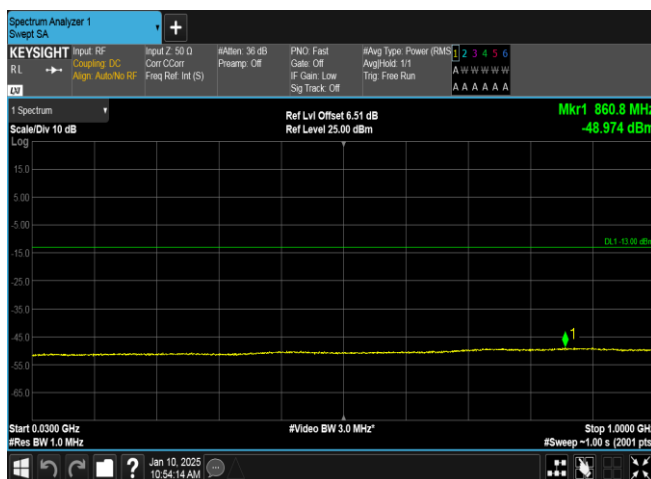 Spectrum Analyzer 1
Swept SA
+
KEYSIGHT
RL
Input: RF
Coupling: DC
Align: Auto/No RF
Input Z: 50 Ω
Corr CCorr
Freq Ref: Int (S)
#Atten: 36 dB
Preamp: Off
PNO: Fast
Gate: Off
IF Gain: Low
Sig Track: Off
#Avg Type: Power (RMS
Avg|Hold: 1/1
Trig: Free Run
1 2 3 4 5 6
A W W W W W
A A A A A A
1 Spectrum
Scale/Div 10 dB
Log
Ref Lvl Offset 6.51 dB
Ref Level 25.00 dBm
Mkr1 860.8 MHz
-48.974 dBm
15.0
5.00
-5.00
-15.0
-25.0
-35.0
-45.0
-55.0
-65.0
DL1 -13.00 dBm
1
Start 0.0300 GHz
#Res BW 1.0 MHz
#Video BW 3.0 MHz*
Stop 1.0000 GHz
#Sweep ~1.00 s (2001 pts)
?
Jan 10, 2025
10:54:14 AM